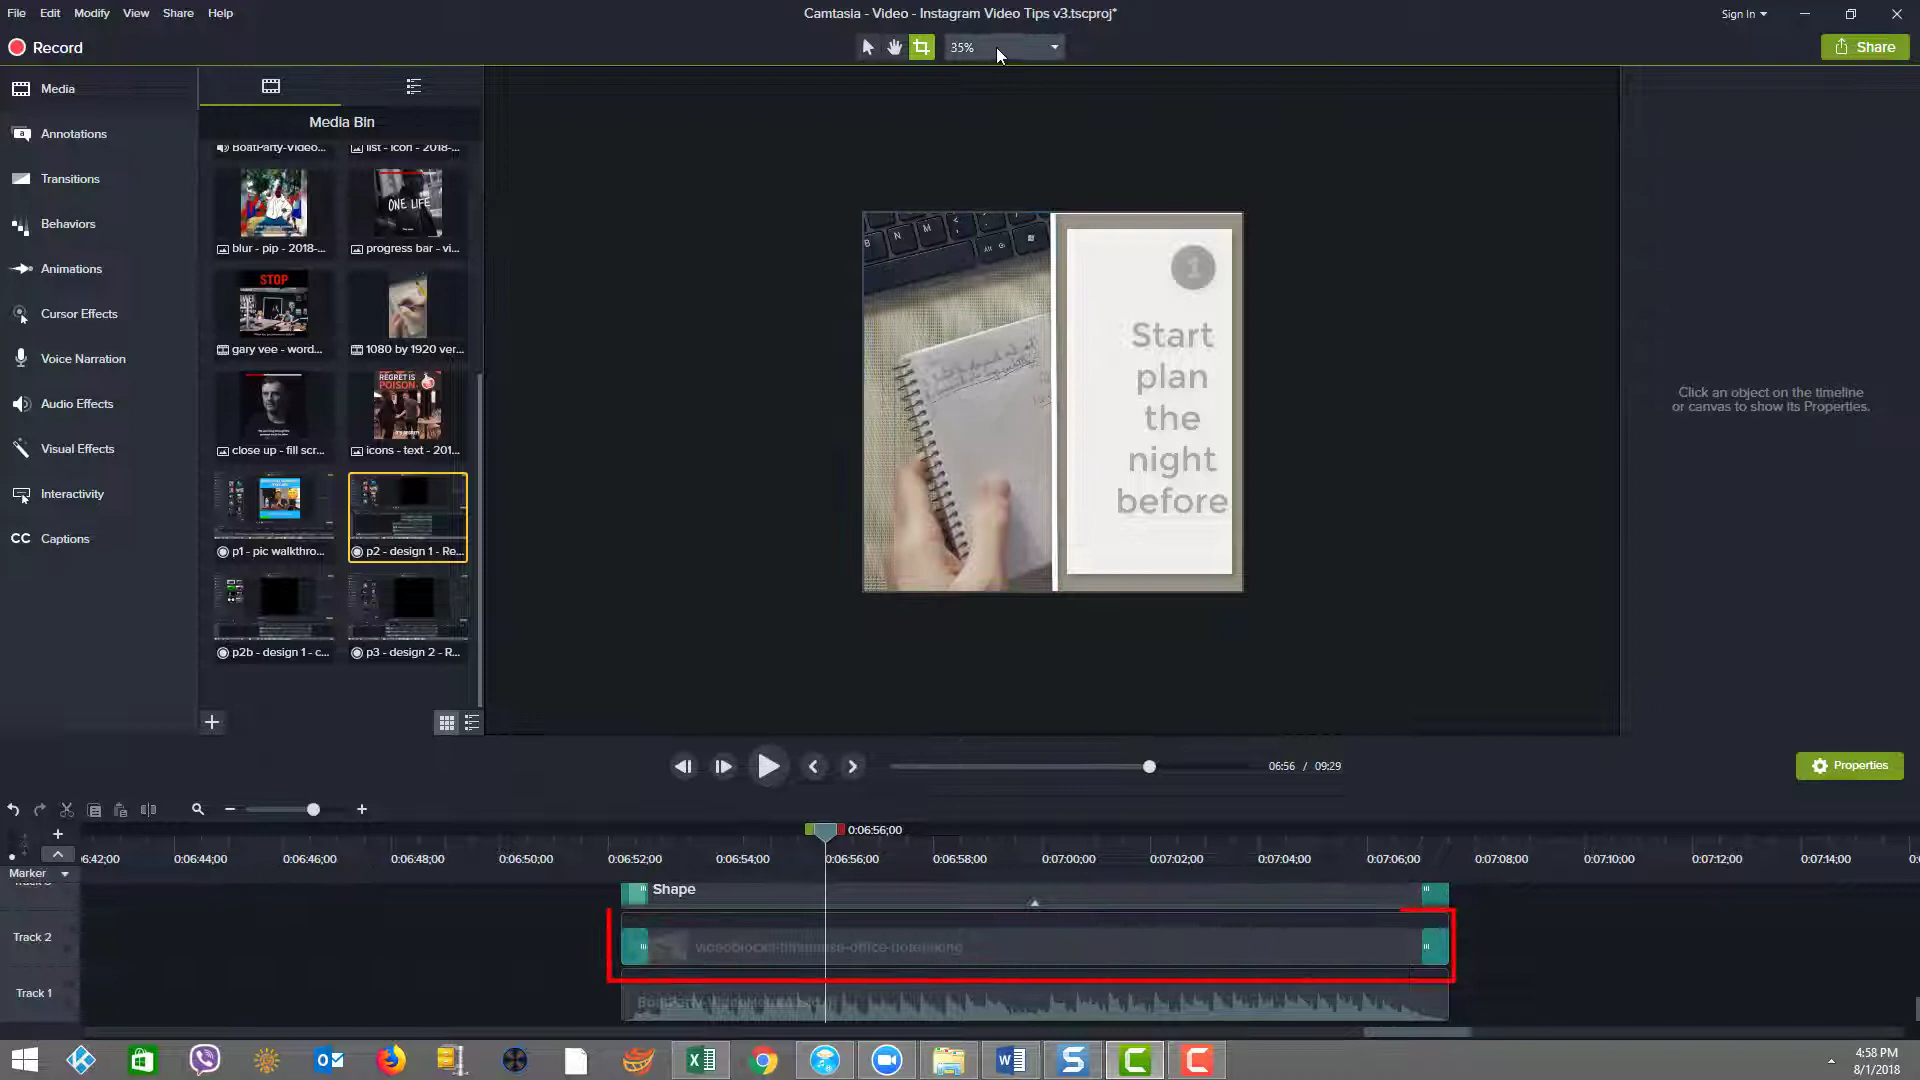 File Edit Modify View Share Help
Camtasia - Video - Instagram Video Tips v3.tscproj*
Sign In
Record
35%
Share
Media
Annotations
Transitions
Behaviors
Animations
Cursor Effects
Voice Narration
Audio Effects
Visual Effects
Interactivity
CC Captions
Media Bin
BoatParty-Video... list - icon - 2018-...
ONE LIFE
blur - pip - 2018-... progress bar - vi...
STOP
gary vee - word... 1080 by 1920 ver...
REGRET IS
POISON
close up - fill scr... icons - text - 201...
p1 - pic walkthro... p2 - design 1 - Re...
p2b - design 1 - c... p3 - design 2 - R...
B N M
Alt
1
Start
plan
the
night
before
Click an object on the timeline
or canvas to show its Properties.
06:56 / 09:29
Properties
0:06:56;00
6:42;00 0:06:44;00 0:06:46;00 0:06:48;00 0:06:50;00 0:06:52;00 0:06:54;00 0:06:56;00 0:06:58;00 0:07:00;00 0:07:02;00 0:07:04;00 0:07:06;00 0:07:08;00 0:07:10;00 0:07:12;00 0:07:14;00
Marker
Shape
Track 2
Track 1
4:58 PM
8/1/2018